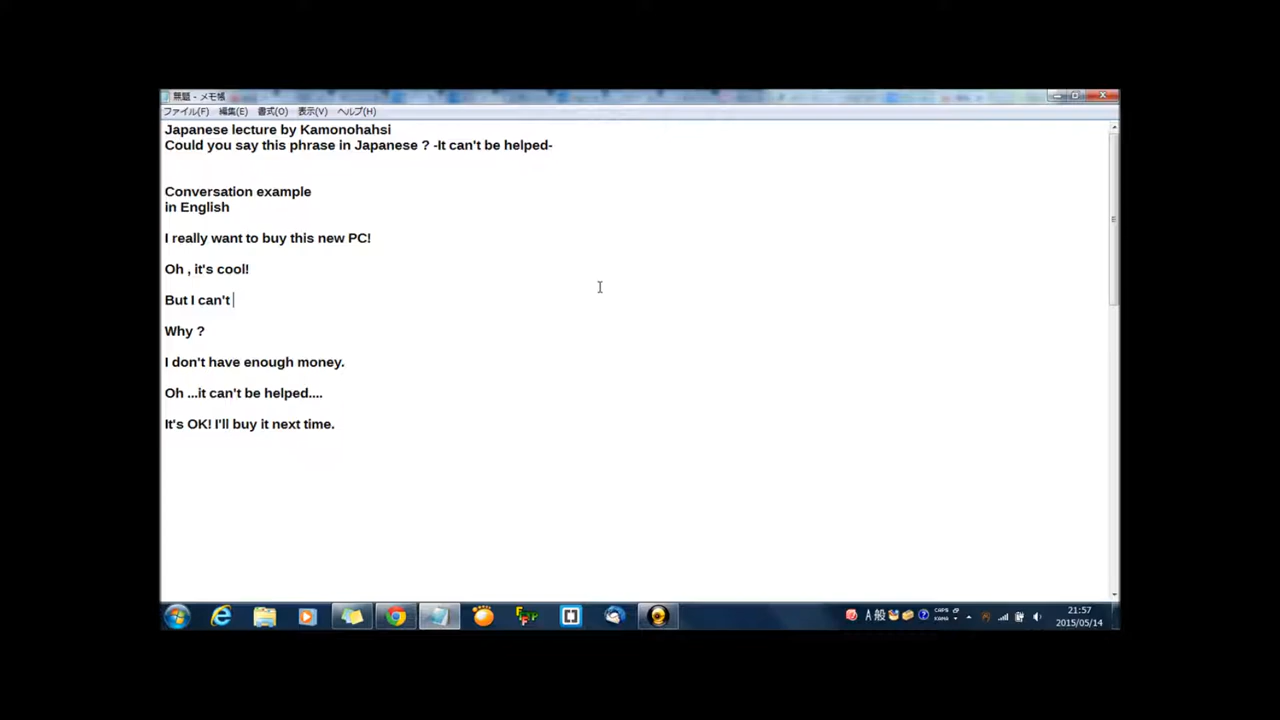 無題 - メモ帳
ファイル(F) 編集(E) 書式(O) 表示(V) ヘルプ(H)
Japanese lecture by Kamonohahsi
Could you say this phrase in Japanese ? -It can't be helped-
Conversation example
in English
I really want to buy this new PC!
Oh , it's cool!
But I can't
Why ?
I don't have enough money.
Oh ...it can't be helped....
It's OK! I'll buy it next time.
A 般 CAPS KANA
21:57
2015/05/14